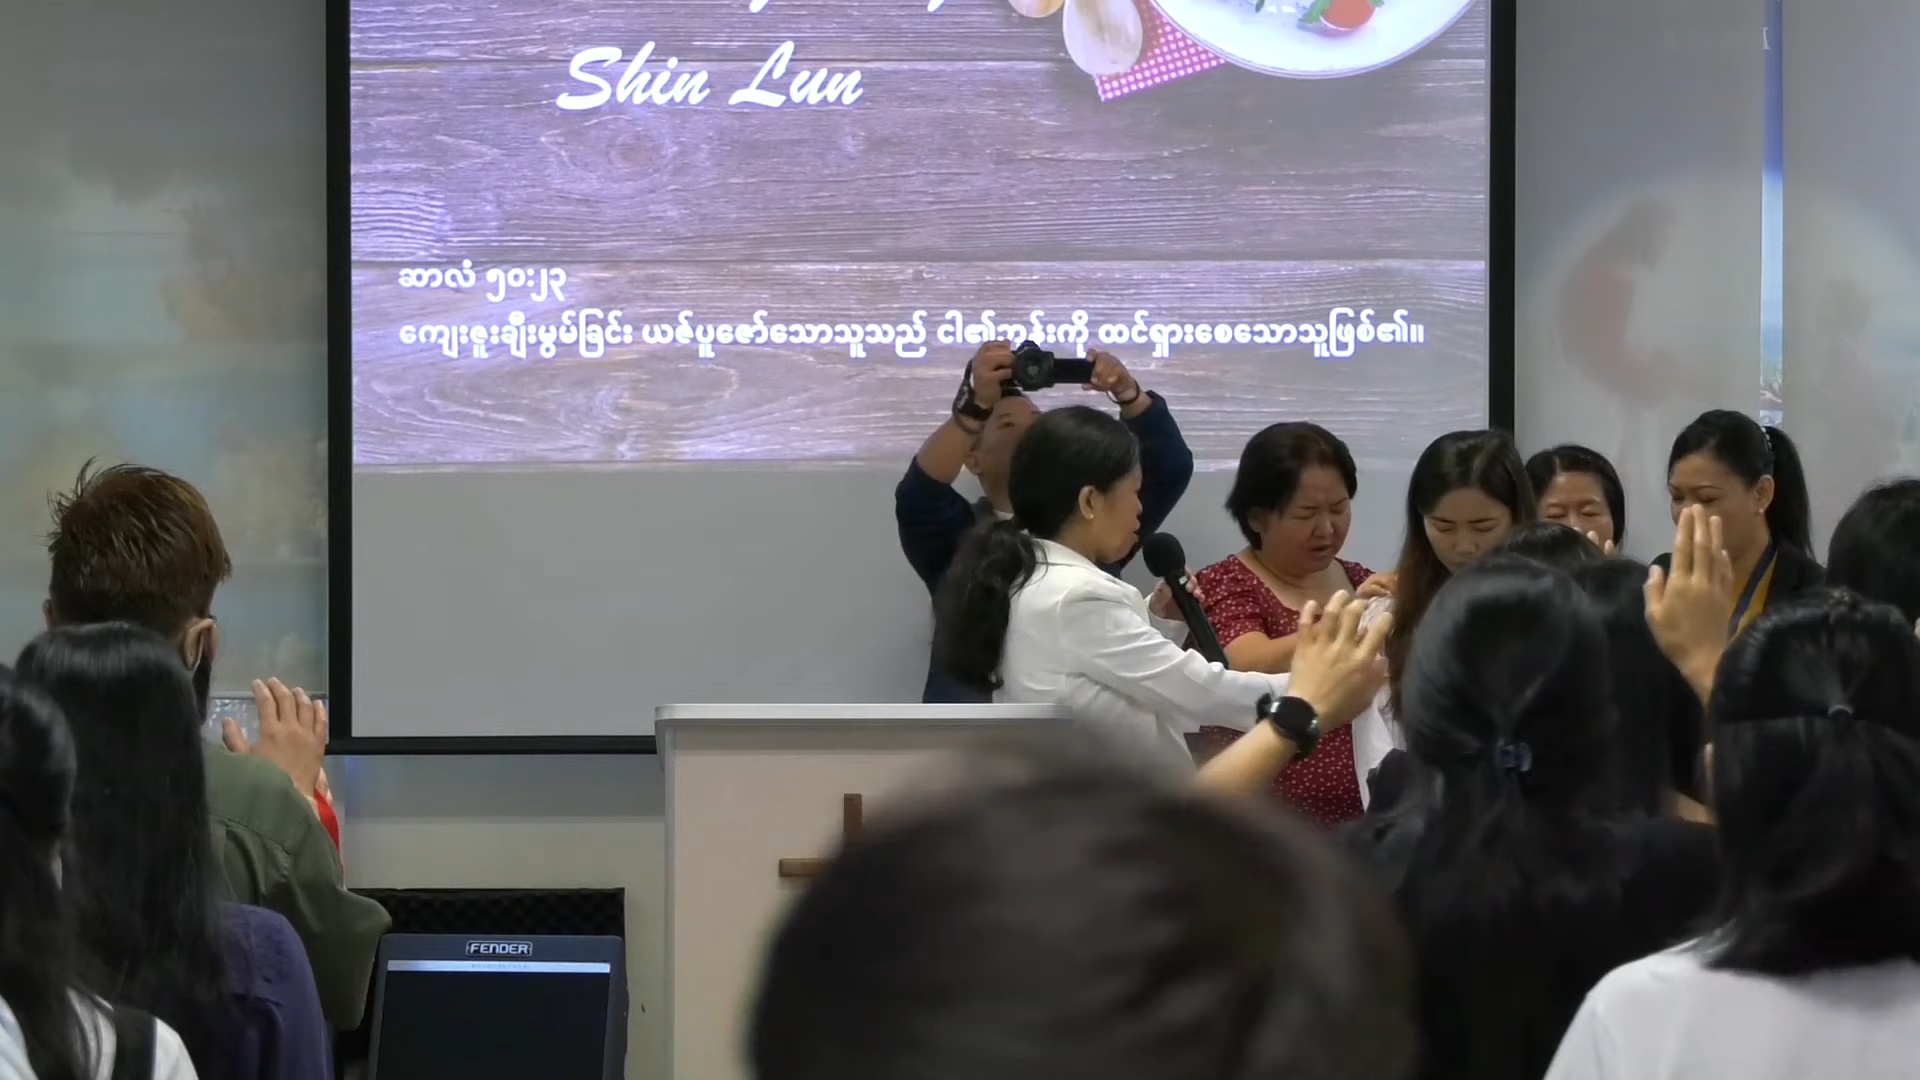 Shin Lun
ဆာလံ ၅၀:၂၃
ကျေးဇူးချီးမွမ်ခြင်း ယဇ်ပူဇော်သောသူသည် ငါ၏ဘုန်းကို ထင်ရှားစေသောသူဖြစ်၏။
FENDER